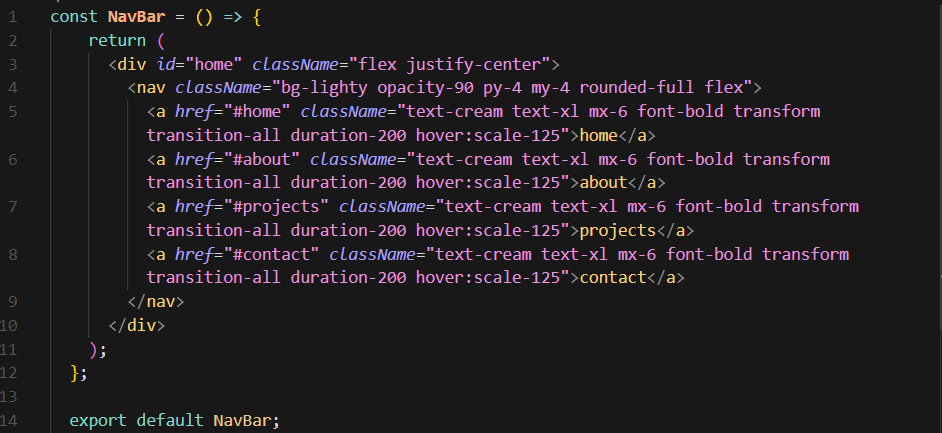 1 const NavBar = () => {
2 return (
3 <div id="home" className="flex justify-center">
4 <nav className="bg-lighty opacity-90 py-4 my-4 rounded-full flex">
5 <a href="#home" className="text-cream text-xl mx-6 font-bold transform
transition-all duration-200 hover:scale-125">home</a>
6 <a href="#about" className="text-cream text-xl mx-6 font-bold transform
transition-all duration-200 hover:scale-125">about</a>
7 <a href="#projects" className="text-cream text-xl mx-6 font-bold transform
transition-all duration-200 hover:scale-125">projects</a>
8 <a href="#contact" className="text-cream text-xl mx-6 font-bold transform
transition-all duration-200 hover:scale-125">contact</a>
9 </nav>
10 </div>
11 );
12 };
13
14 export default NavBar;